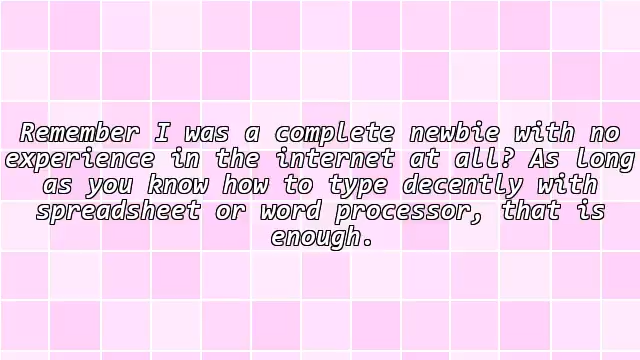 Remember I was a complete newbie with no
experience in the internet at all? As long
as you know how to type decently with
spreadsheet or word processor, that is
enough.